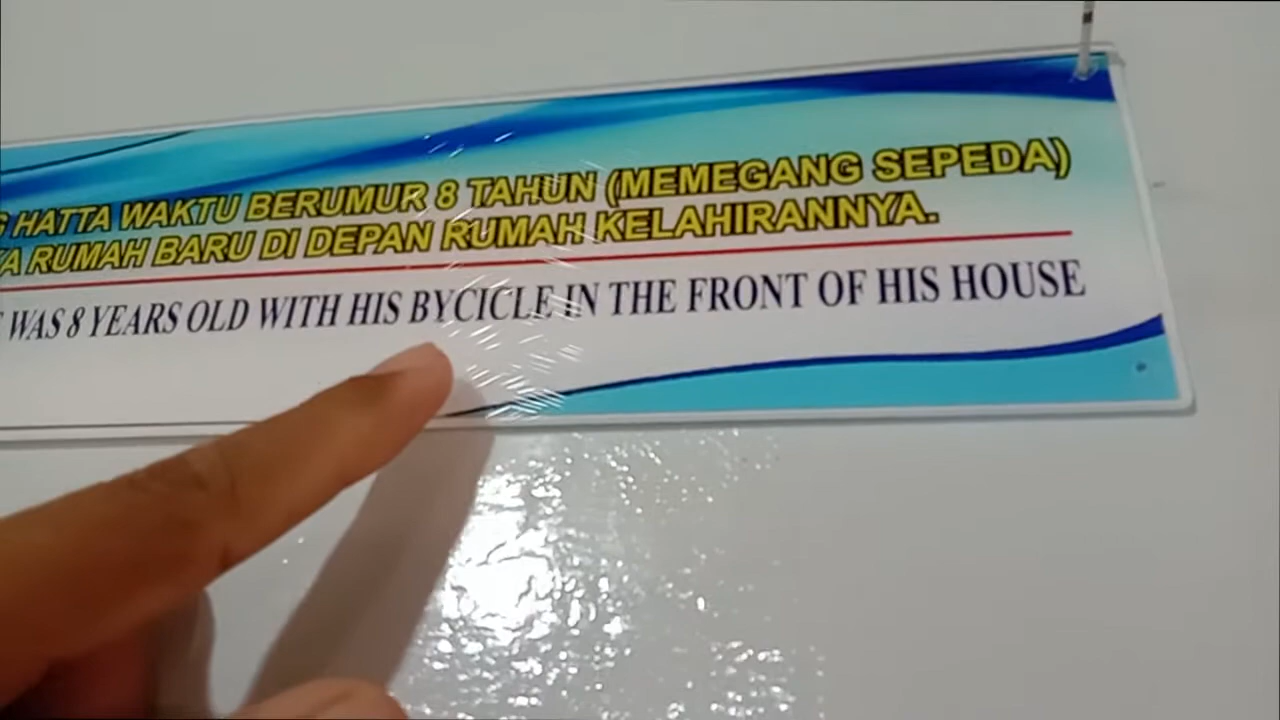 HATTA WAKTU BERUMUR 8 TAHUN (MEMEGANG SEPEDA)
RUMAH BARU DI DEPAN RUMAH KELAHIRANNYA.
WAS 8 YEARS OLD WITH HIS BYCICLE IN THE FRONT OF HIS HOUSE